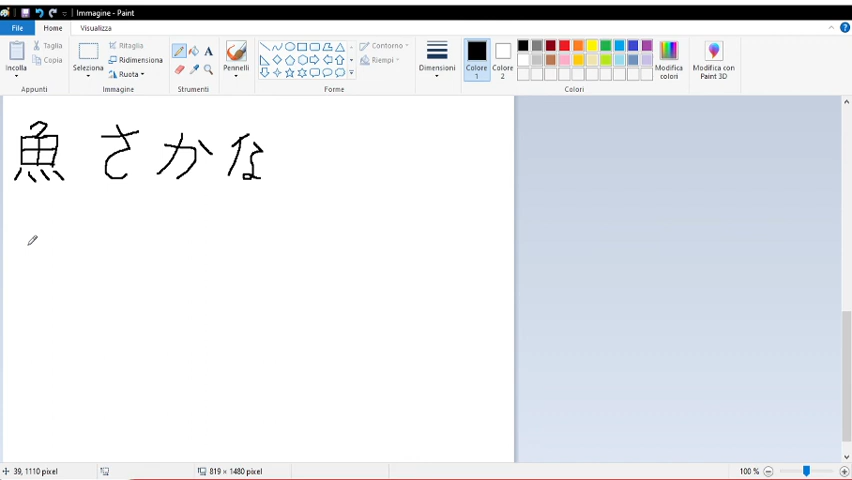 Immagine - Paint
File Home Visualizza
Incolla Taglia Copia Appunti
Seleziona Ritaglia Ridimensiona Ruota Immagine
Strumenti
Pennelli
Contorno Riempi Forme
Dimensioni
Colore 1 Colore 2 Modifica colori Colori
Modifica con Paint 3D
魚 さかな
39, 1110 pixel 819 × 1480 pixel 100 %